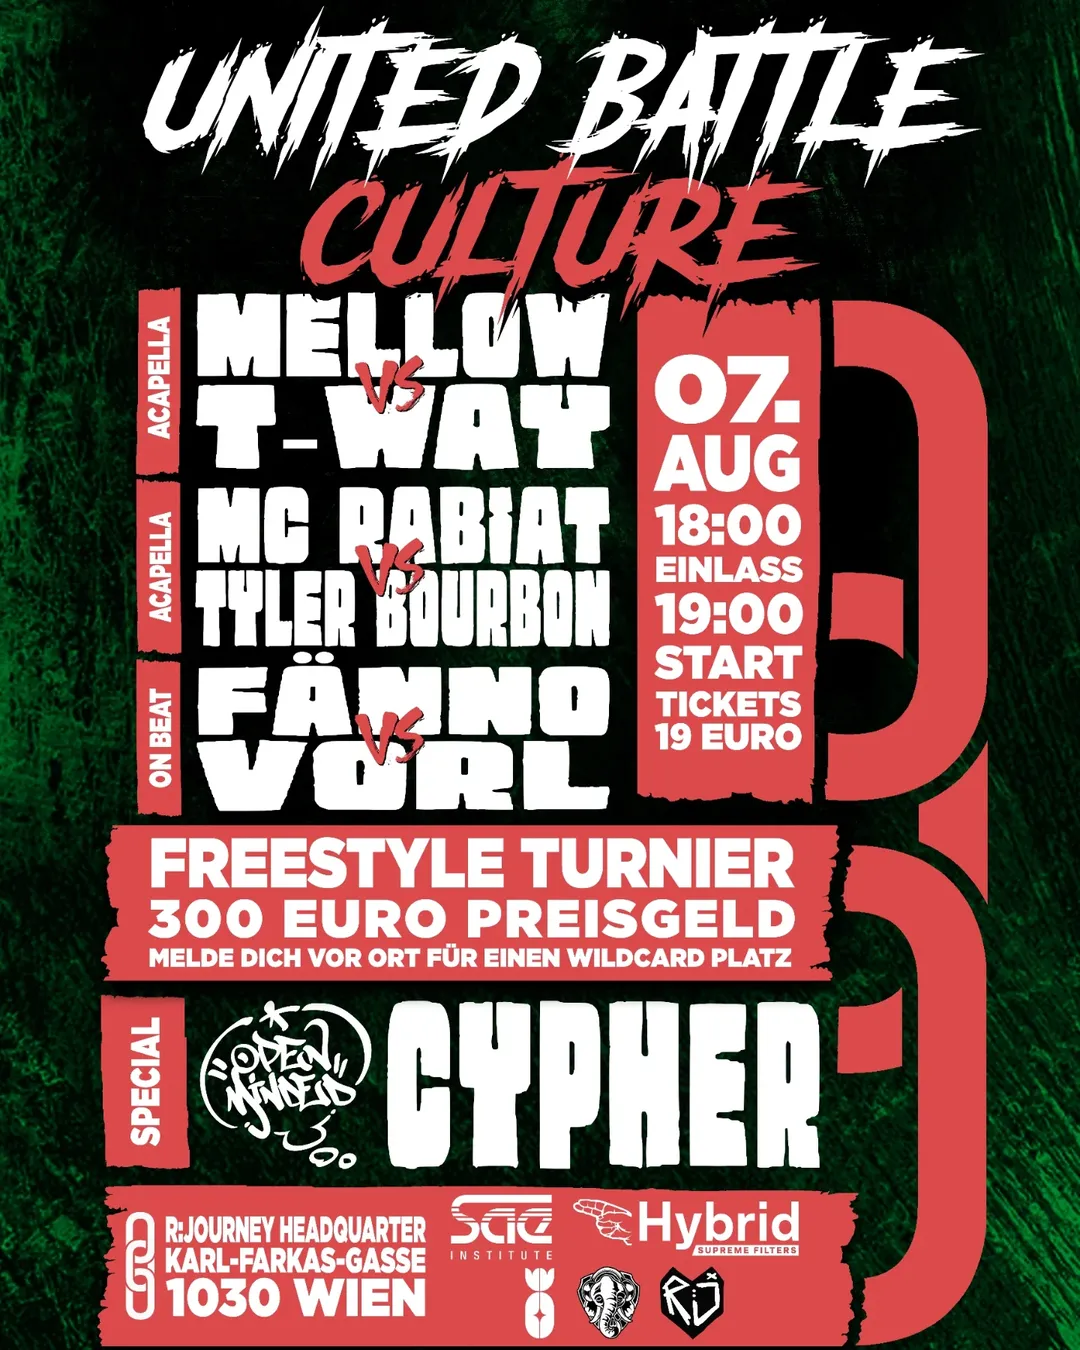 UNITED BATTLE
CULTURE
ACAPELLA
MELLOW
VS
T-WAY
ACAPELLA
MC RABIAT
VS
TYLER BOURBON
ON BEAT
FÄNNO
VS
VORL
07.
AUG
18:00
EINLASS
19:00
START
TICKETS
19 EURO
FREESTYLE TURNIER
300 EURO PREISGELD
MELDE DICH VOR ORT FÜR EINEN WILDCARD PLATZ
SPECIAL
"OPEN
MINDED"
CYPHER
R:JOURNEY HEADQUARTER
KARL-FARKAS-GASSE
1030 WIEN
SAE
INSTITUTE
Hybrid
SUPREME FILTERS
RJ